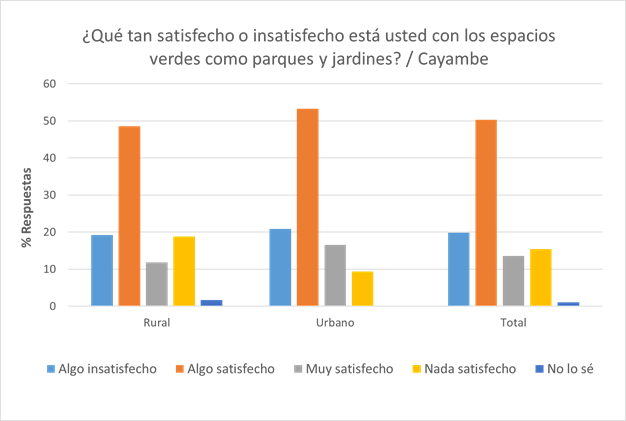 ¿Qué tan satisfecho o insatisfecho está usted con los espacios
verdes como parques y jardines? / Cayambe
% Respuestas
60
50
40
30
20
10
0
Rural
Urbano
Total
Algo insatisfecho
Algo satisfecho
Muy satisfecho
Nada satisfecho
No lo sé